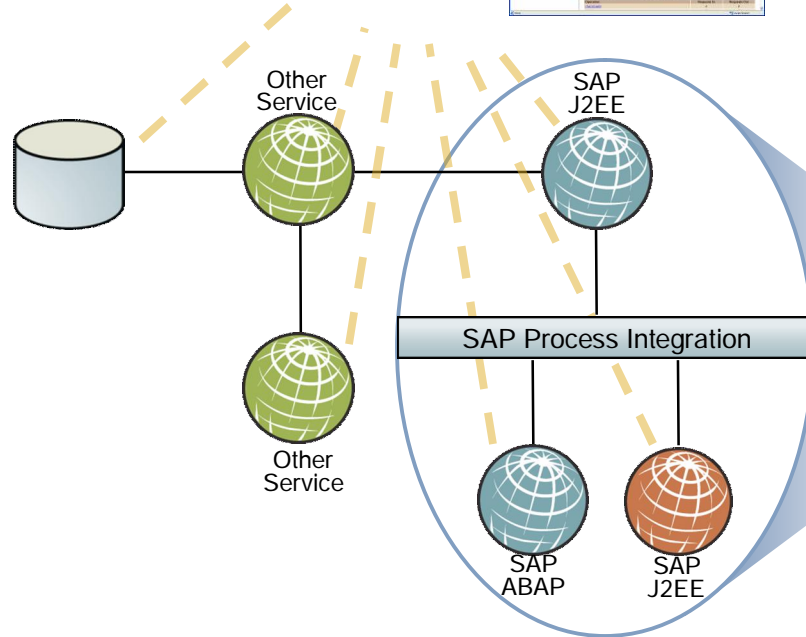 Other
Service
SAP
J2EE
SAP Process Integration
Other
Service
SAP
ABAP
SAP
J2EE